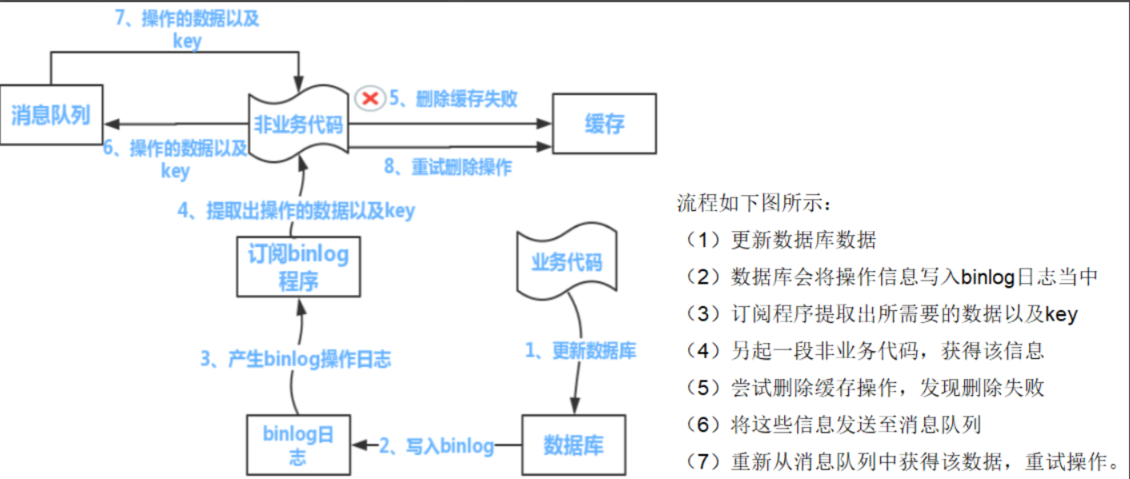 7、操作的数据以及
key
消息队列
非业务代码
5、删除缓存失败
缓存
6、操作的数据以及
key
8、重试删除操作
4、提取出操作的数据以及key
订阅binlog
程序
业务代码
3、产生binlog操作日志
1、更新数据库
binlog日
志
2、写入binlog
数据库
流程如下图所示：
（1）更新数据库数据
（2）数据库会将操作信息写入binlog日志当中
（3）订阅程序提取出所需要的数据以及key
（4）另起一段非业务代码，获得该信息
（5）尝试删除缓存操作，发现删除失败
（6）将这些信息发送至消息队列
（7）重新从消息队列中获得该数据，重试操作。